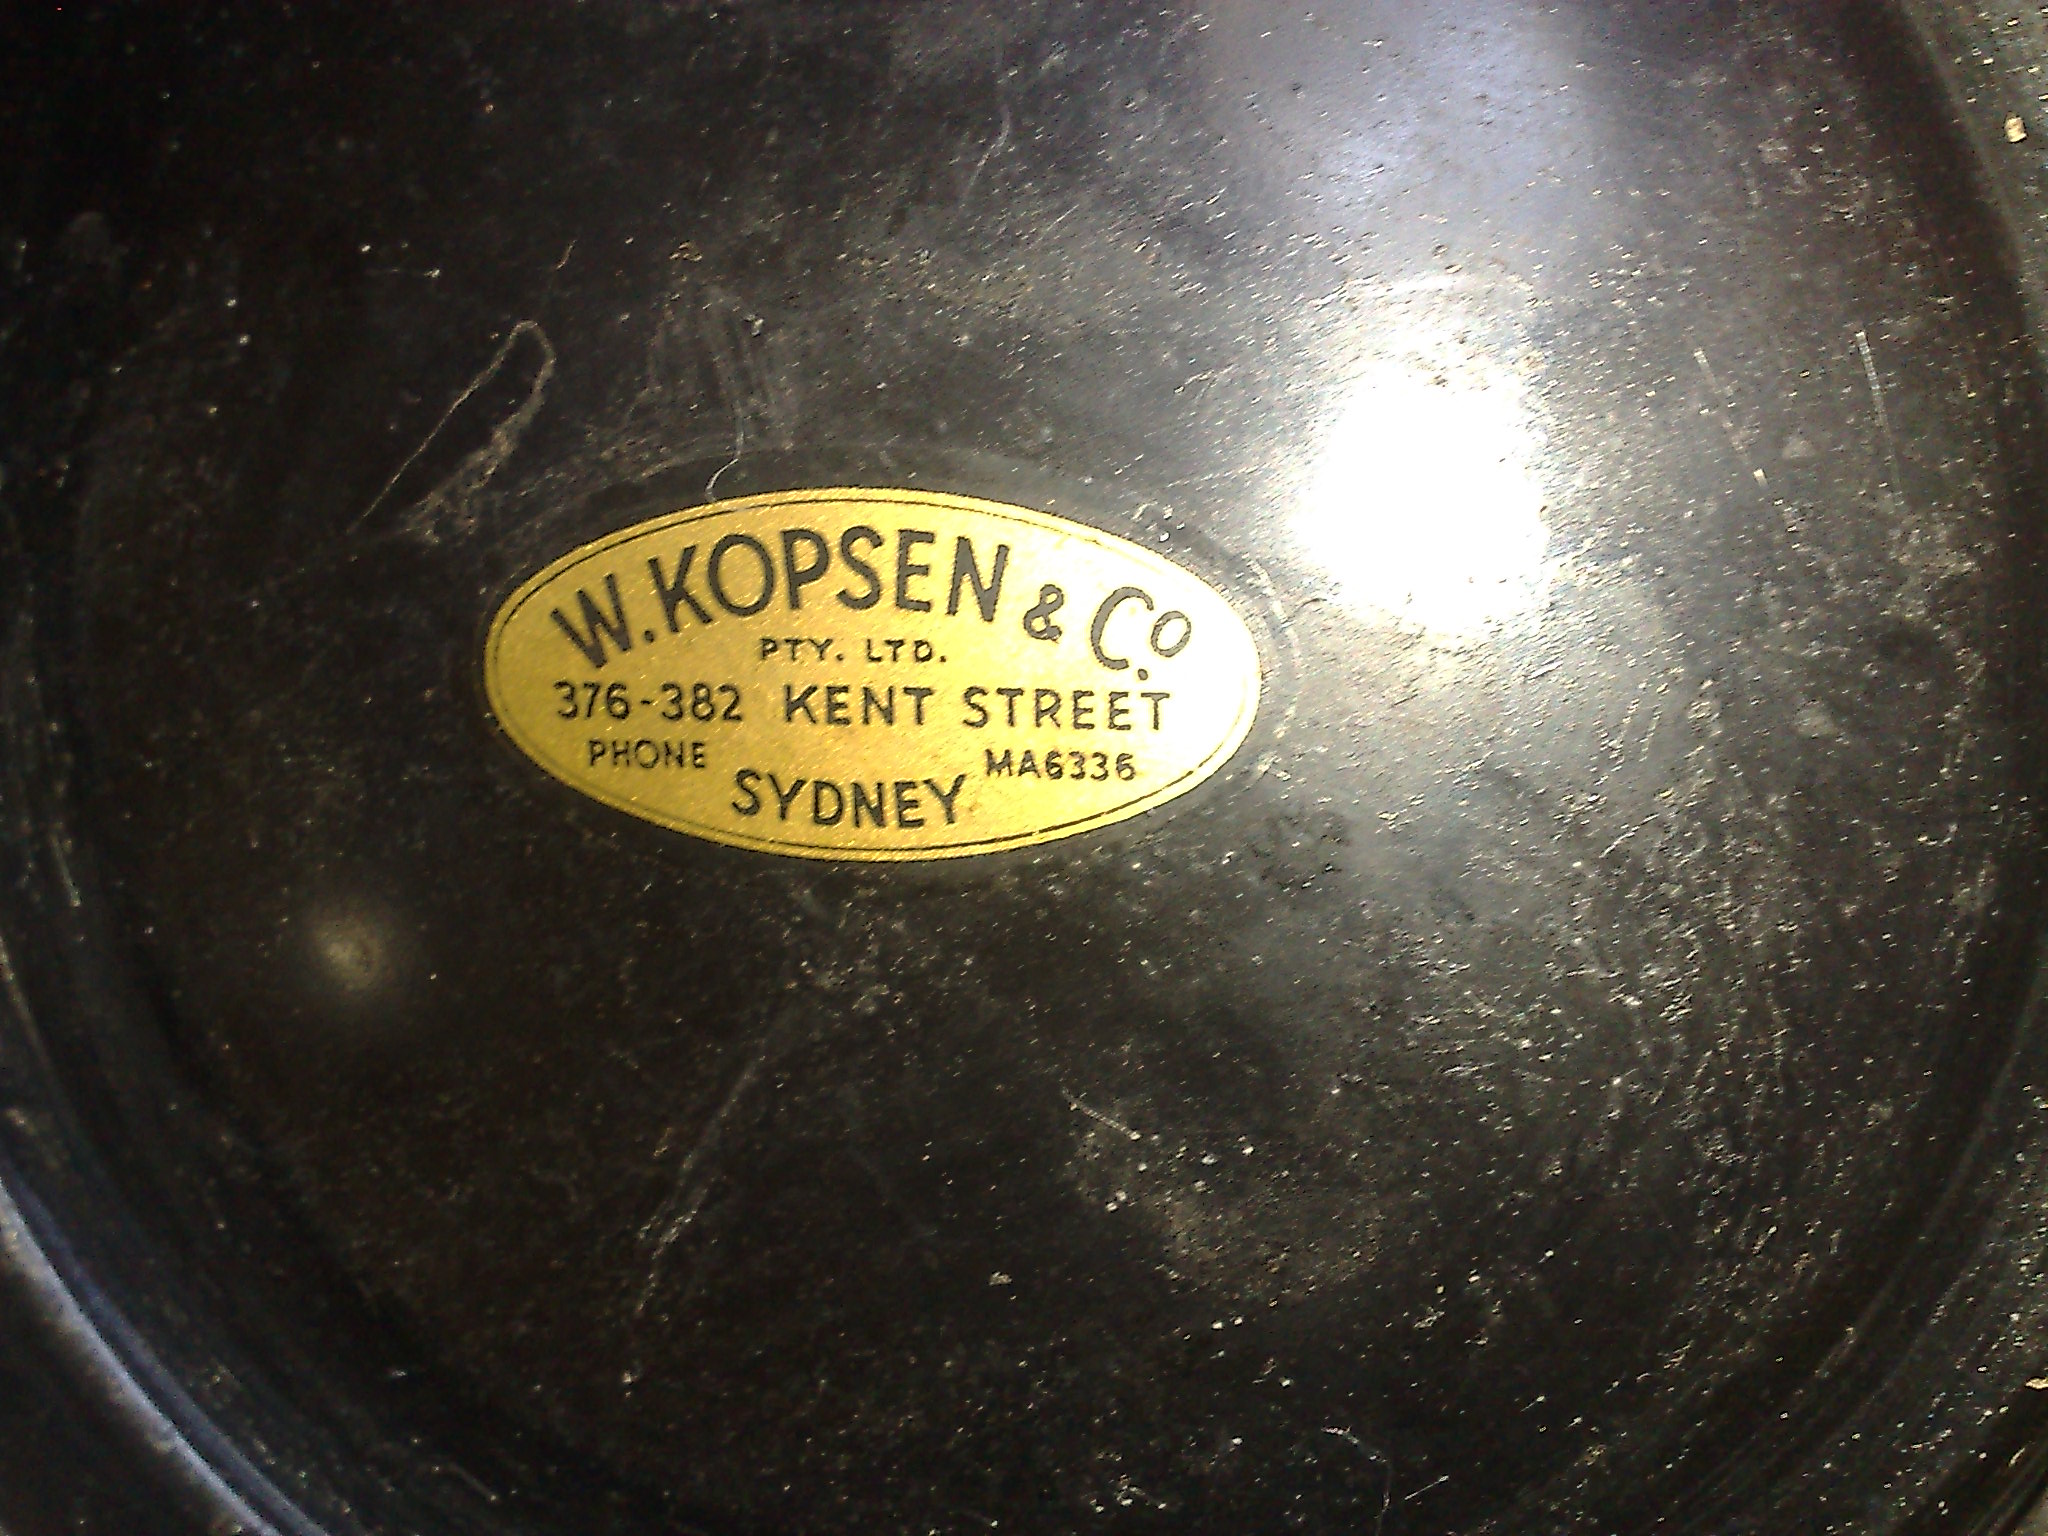 W. KOPSEN & Co.
PTY. LTD.
376-382 KENT STREET
PHONE MA6336
SYDNEY